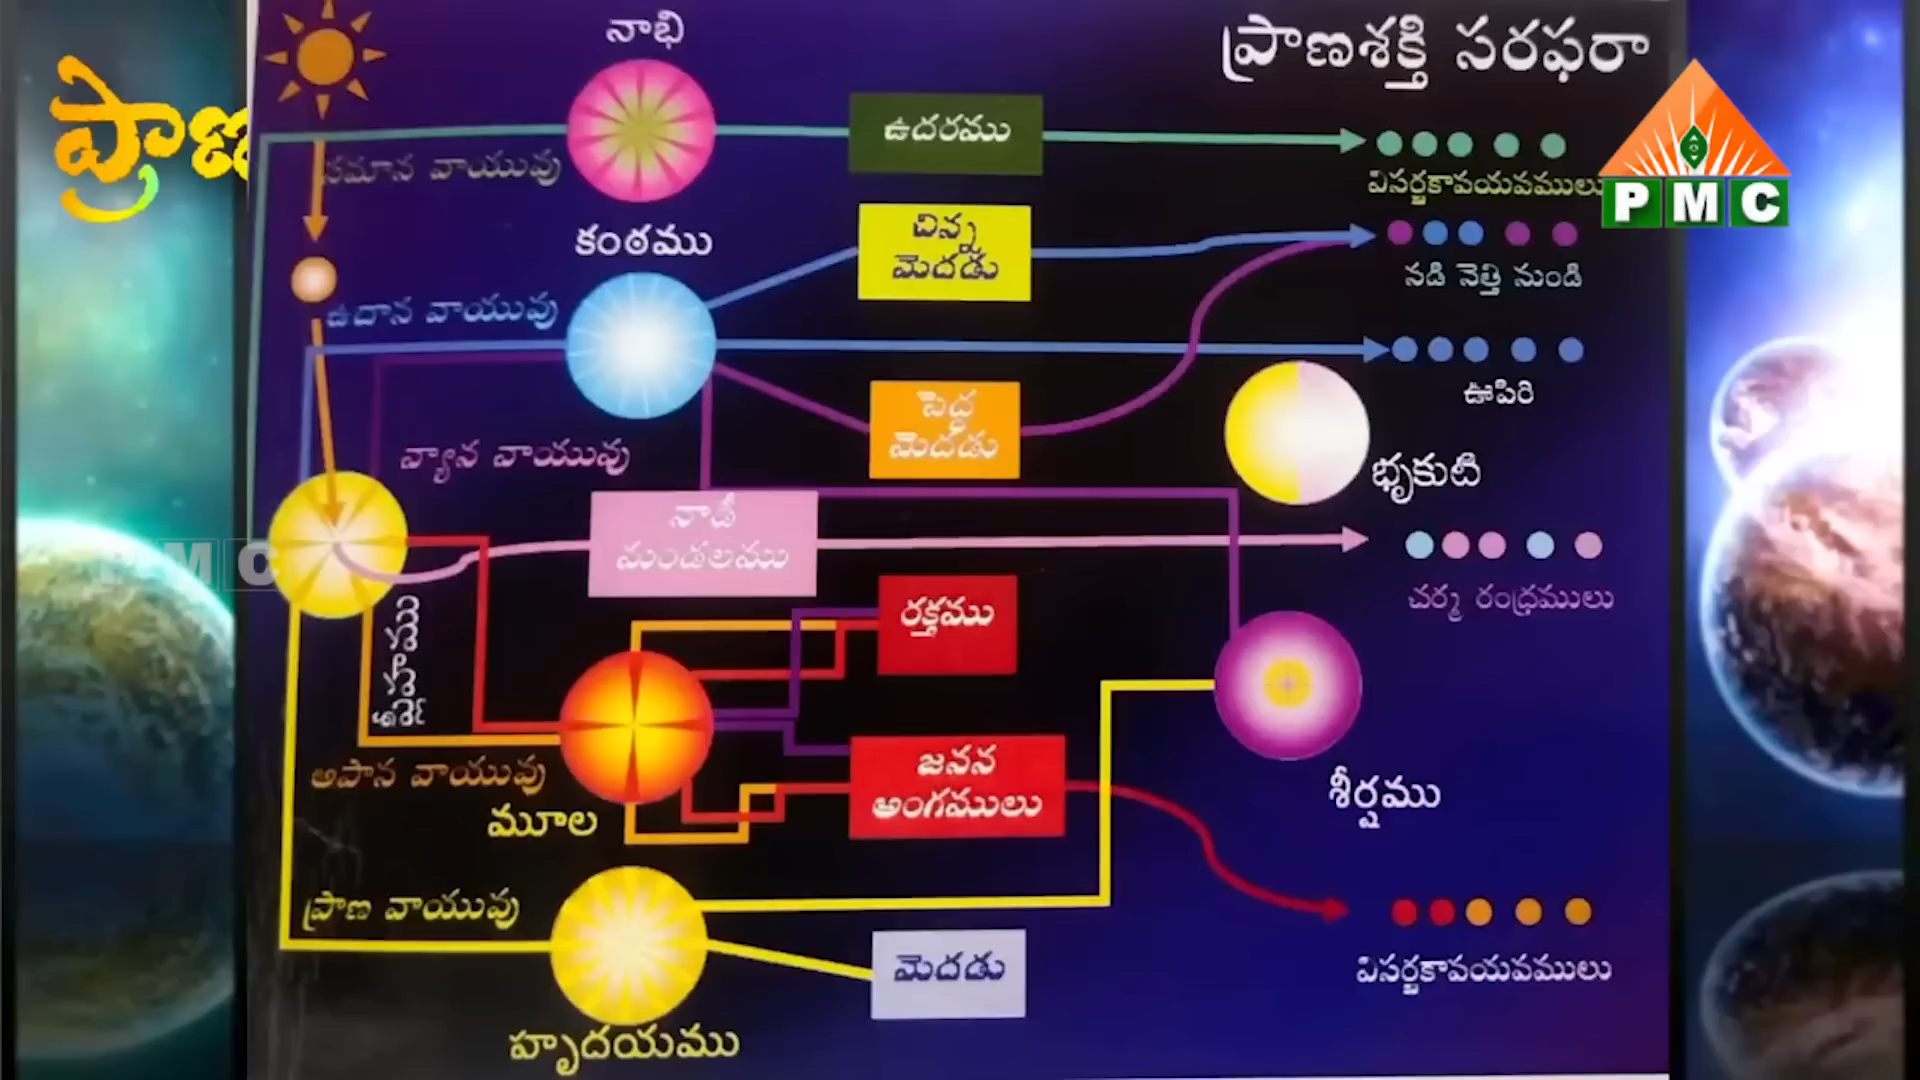 ప్రాణ
నాభి
ప్రాణశక్తి సరఫరా
ఉదరము
సమాన వాయువు
విసర్జకావయవములు
PMC
కంఠము
చిన్న
మెదడు
నడి నెత్తి నుండి
ఉదాన వాయువు
ఊపిరి
పెద్ద
మెదడు
వ్యాన వాయువు
భృకుటి
నాడీ
మండలము
PMC
చర్మ రంధ్రములు
రక్తము
అపాన వాయువు
మూల
జనన
అంగములు
శీర్షము
ప్రాణ వాయువు
మెదడు
విసర్జకావయవములు
హృదయము